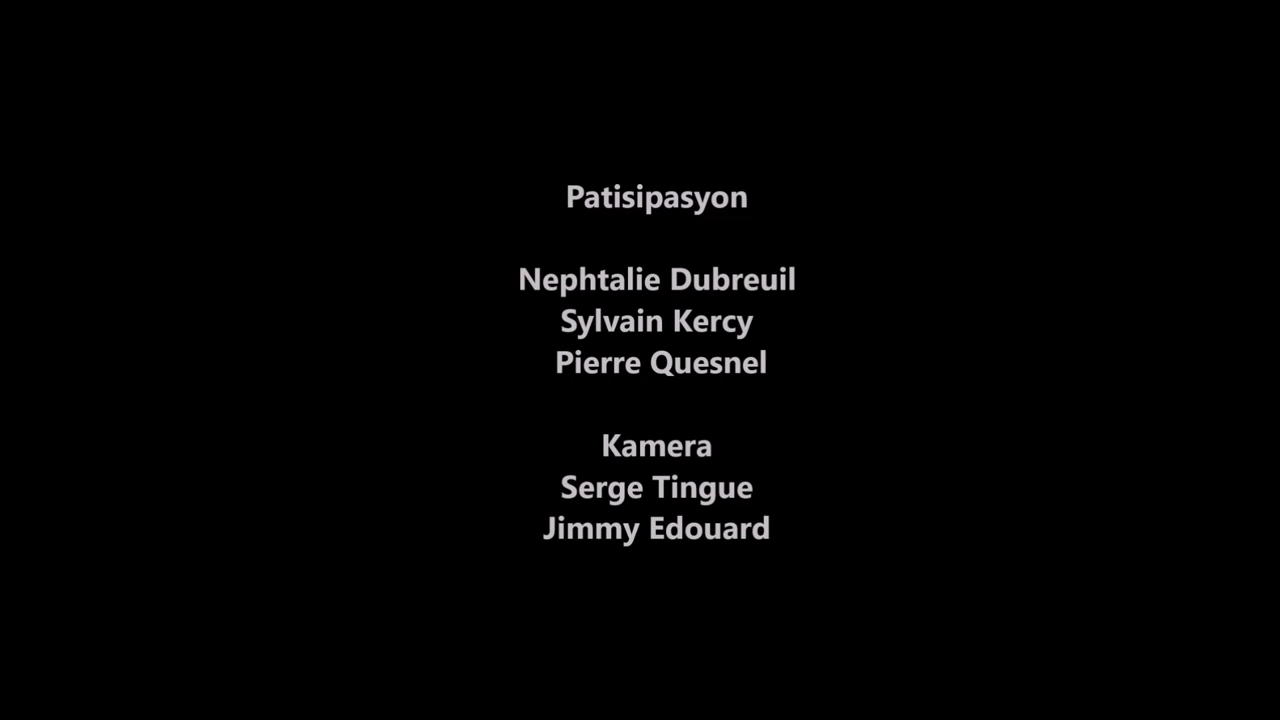 Patisipasyon
Nephtalie Dubreuil
Sylvain Kercy
Pierre Quesnel
Kamera
Serge Tingue
Jimmy Edouard